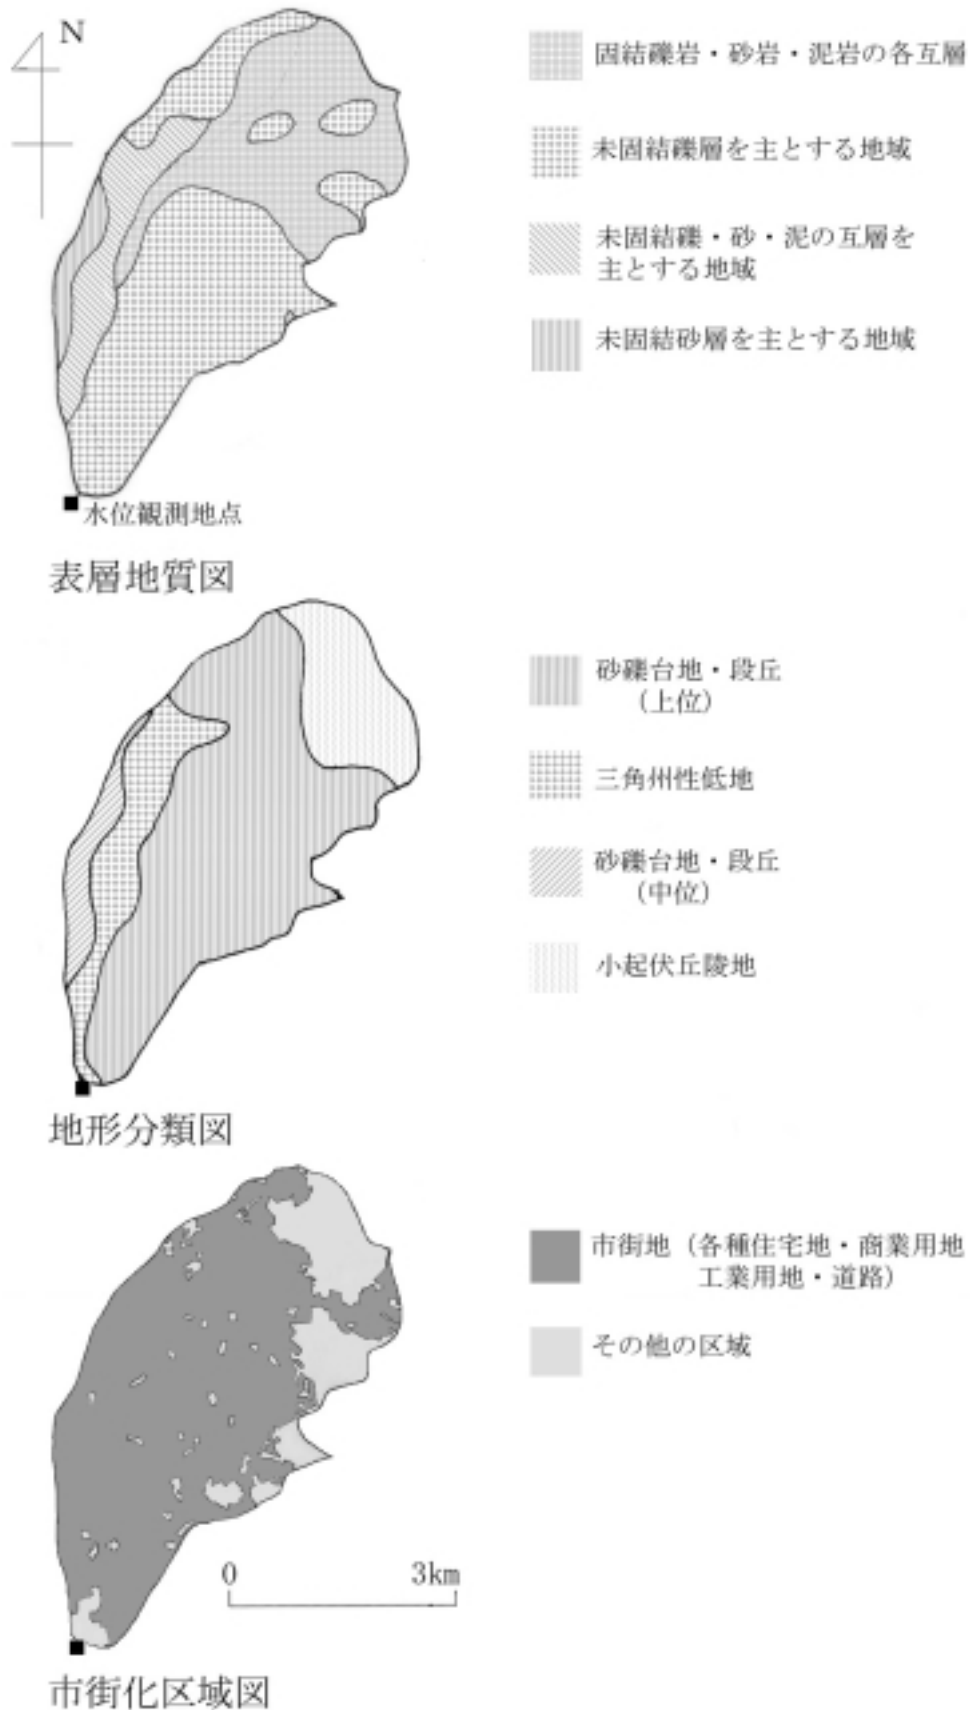 N
固結礫岩・砂岩・泥岩の各互層
未固結礫層を主とする地域
未固結礫・砂・泥の互層を
主とする地域
未固結砂層を主とする地域
水位観測地点
表層地質図
砂礫台地・段丘
(上位)
三角州性低地
砂礫台地・段丘
(中位)
小起伏丘陵地
地形分類図
市街地（各種住宅地・商業用地
工業用地・道路）
その他の区域
0 3km
市街化区域図